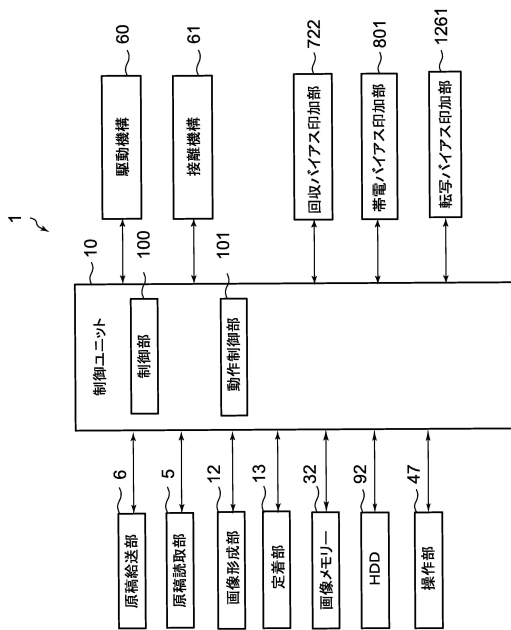 1
10
制御ユニット
100
制御部
101
動作制御部
6
原稿給送部
5
原稿読取部
12
画像形成部
13
定着部
32
画像メモリー
92
HDD
47
操作部
60
駆動機構
61
接離機構
722
回収バイアス印加部
801
帯電バイアス印加部
1261
転写バイアス印加部